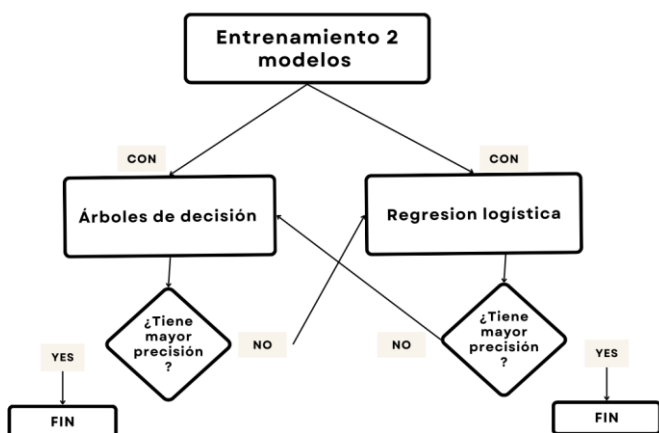 Entrenamiento 2
modelos
CON
CON
Árboles de decisión
Regresion logística
¿Tiene
mayor
precisión
?
¿Tiene
mayor
precisión
?
YES
NO
NO
YES
FIN
FIN